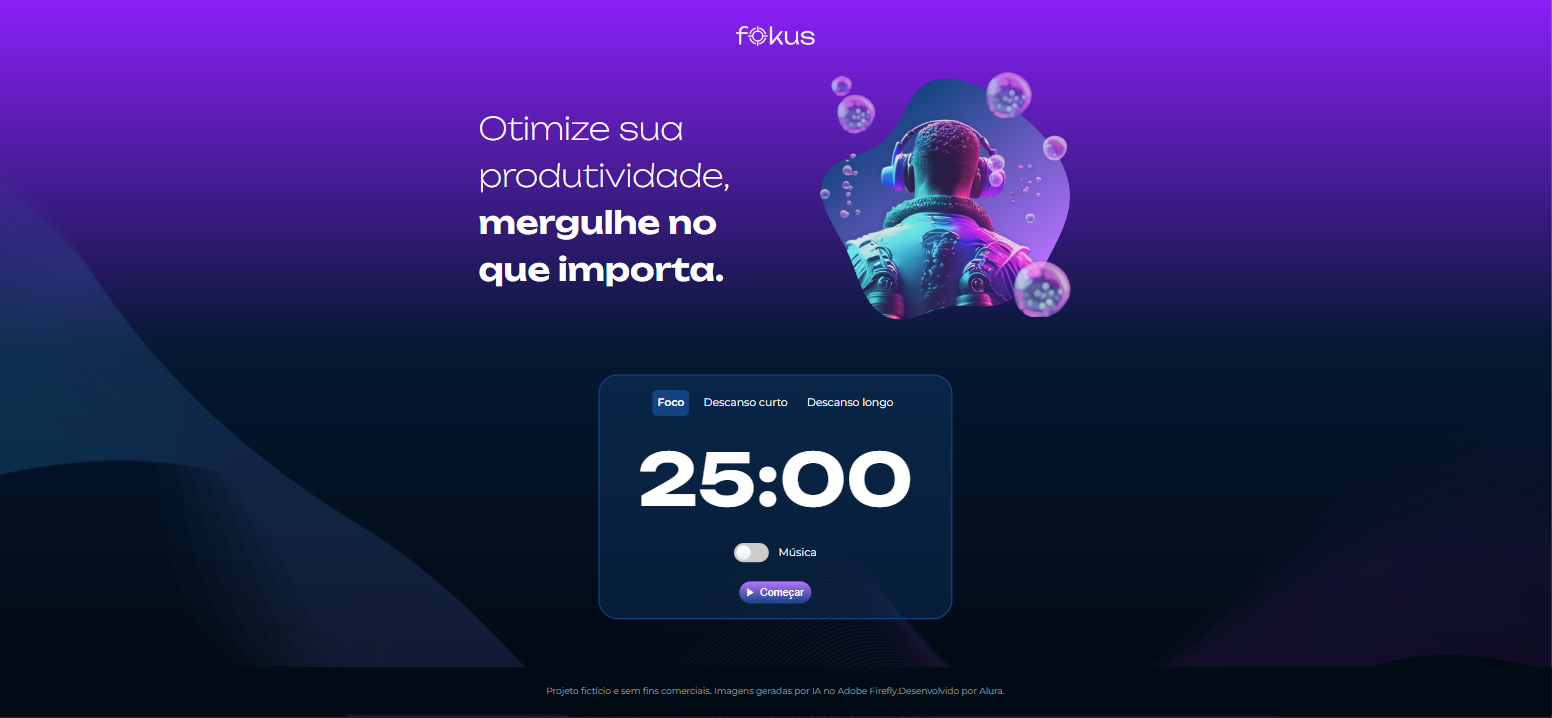 fokus
Otimize sua
produtividade,
mergulhe no
que importa.
Foco Descanso curto Descanso longo
25:00
Música
Começar
Projeto fictício e sem fins comerciais. Imagens geradas por IA no Adobe Firefly.Desenvolvido por Alura.